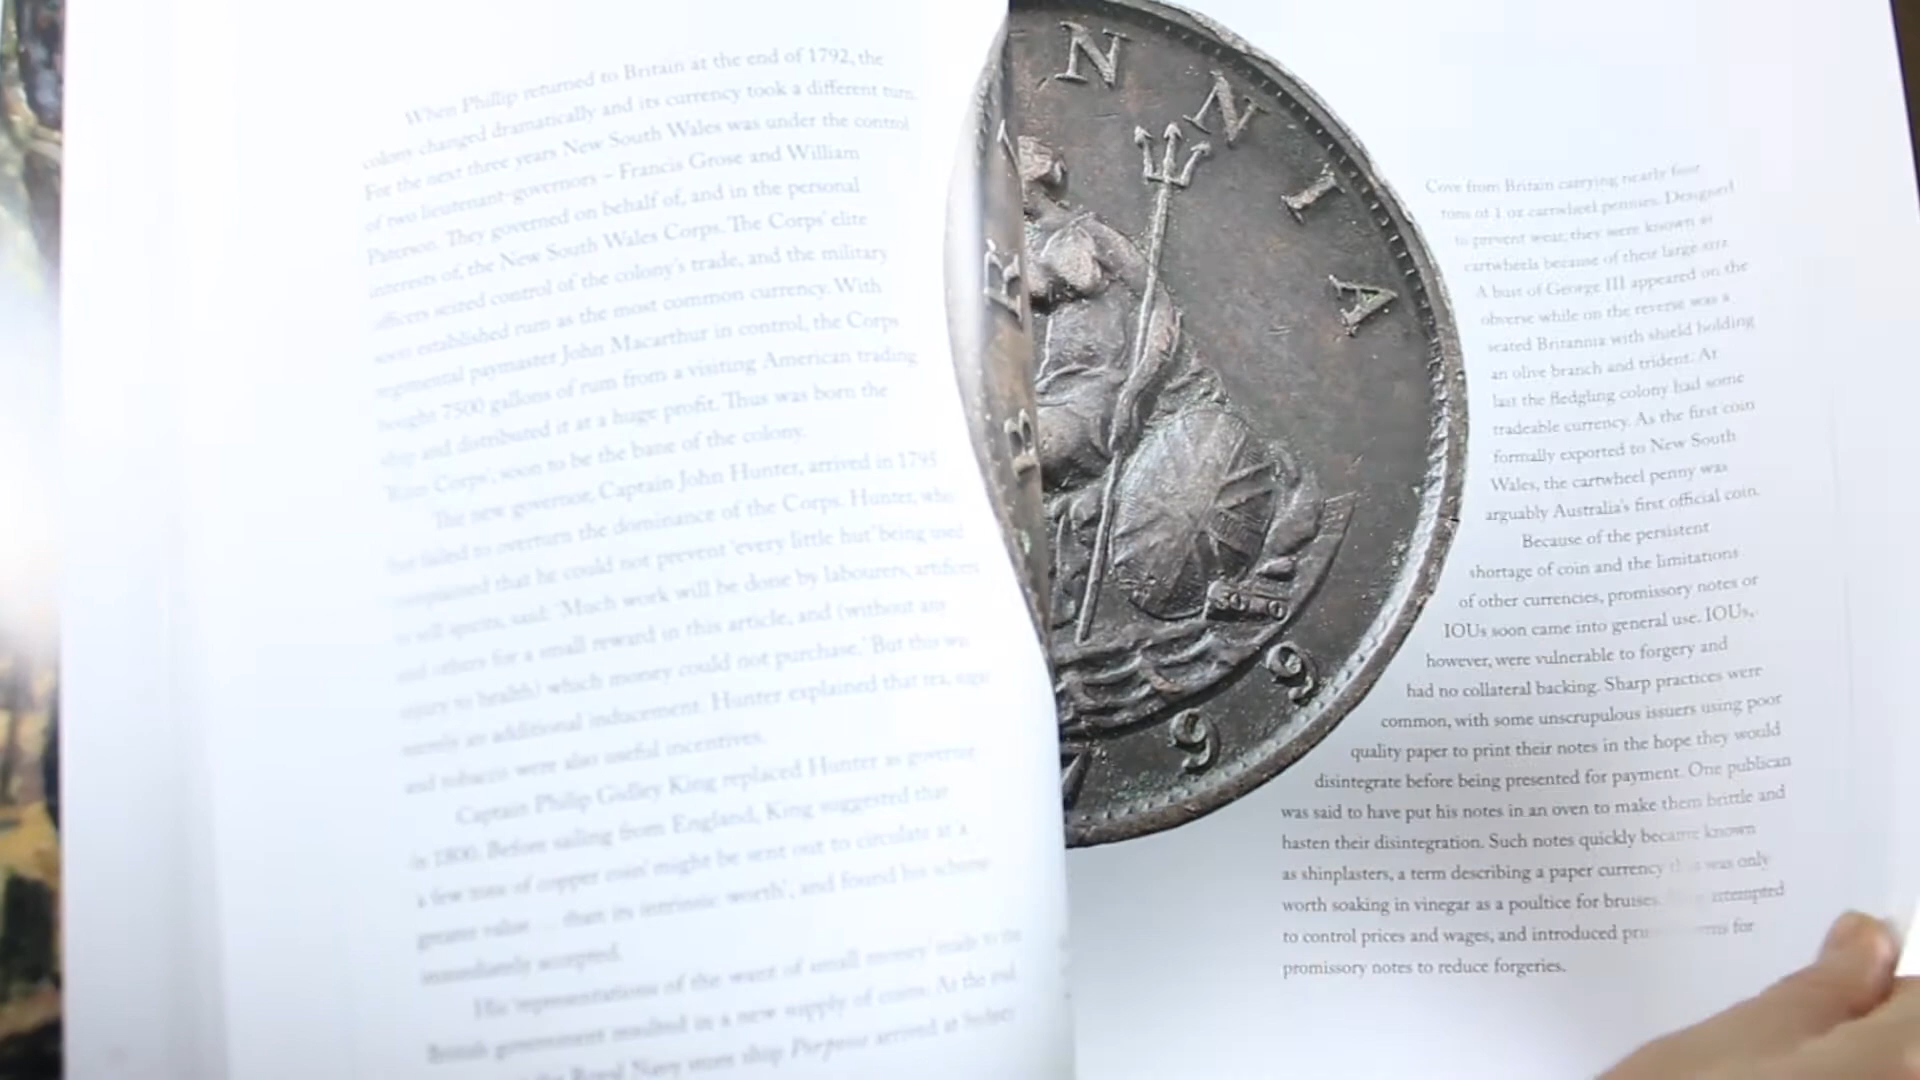 When Phillip returned to Britain at the end of 1792, the
colony changed dramatically and its currency took a different turn.
For the next three years New South Wales was under the control
of two lieutenant-governors – Francis Grose and William
Paterson. They governed on behalf of, and in the personal
interests of, the New South Wales Corps. The Corps' elite
officers seized control of the colony's trade, and the military
soon established rum as the most common currency. With
regimental paymaster John Macarthur in control, the Corps
bought 7500 gallons of rum from a visiting American trading
ship and distributed it at a huge profit. Thus was born the
'Rum Corps', soon to be the bane of the colony.
The new governor, Captain John Hunter, arrived in 1795
but failed to overturn the dominance of the Corps. Hunter, who
complained that he could not prevent 'every little hut' being used
to sell spirits, said: 'Much work will be done by labourers, artificers
and others for a small reward in this article, and (without any
injury to health) which money could not purchase.' But this was
merely an additional inducement. Hunter explained that tea, sugar
and tobacco were also useful incentives.
Captain Philip Gidley King replaced Hunter as governor
in 1800. Before sailing from England, King suggested that
a few tons of copper coin 'might be sent out to circulate at a
greater value ... than its intrinsic worth', and found his scheme
immediately accepted.
His 'representations of the want of small money' made to the
British government resulted in a new supply of coins. At the end
the Royal Navy store ship Porpoise arrived at Sydney
BR
NNIA
799
Cove from Britain carrying nearly four
tons of 1 oz cartwheel pennies. Designed
to prevent wear, they were known as
cartwheels because of their large size.
A bust of George III appeared on the
obverse while on the reverse was a
seated Britannia with shield holding
an olive branch and trident. At
last the fledgling colony had some
tradeable currency. As the first coin
formally exported to New South
Wales, the cartwheel penny was
arguably Australia's first official coin.
Because of the persistent
shortage of coin and the limitations
of other currencies, promissory notes or
IOUs soon came into general use. IOUs,
however, were vulnerable to forgery and
had no collateral backing. Sharp practices were
common, with some unscrupulous issuers using poor
quality paper to print their notes in the hope they would
disintegrate before being presented for payment. One publican
was said to have put his notes in an oven to make them brittle and
hasten their disintegration. Such notes quickly became known
as shinplasters, a term describing a paper currency that was only
worth soaking in vinegar as a poultice for bruises. attempted
to control prices and wages, and introduced for
promissory notes to reduce forgeries.